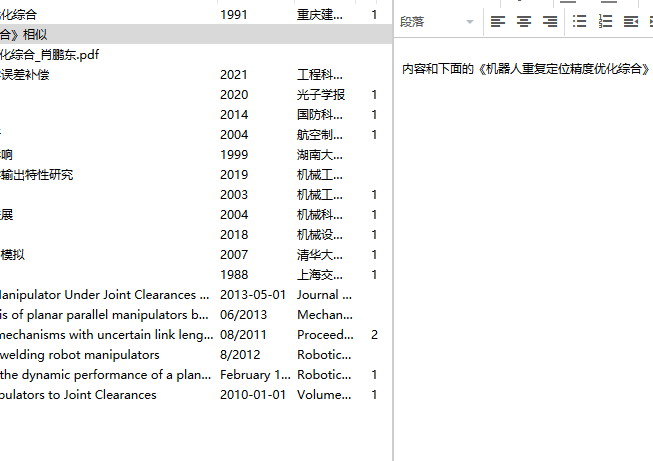 优化综合 1991 重庆建... 1
合》相似
化综合_肖鹏东.pdf
误差补偿 2021 工程科...
2020 光子学报 1
2014 国防科... 1
2004 航空制... 1
响 1999 湖南大...
输出特性研究 2019 机械工...
2003 机械工... 1
展 2004 机械科... 1
2018 机械设... 1
模拟 2007 清华大... 1
1988 上海交... 1
Manipulator Under Joint Clearances ... 2013-05-01 Journal ...
is of planar parallel manipulators b... 06/2013 Mechan...
mechanisms with uncertain link leng... 08/2011 Proceed... 2
welding robot manipulators 8/2012 Robotic...
the dynamic performance of a plan... February 1... Robotic... 1
pulators to Joint Clearances 2010-01-01 Volume... 1
段落
内容和下面的《机器人重复定位精度优化综合》